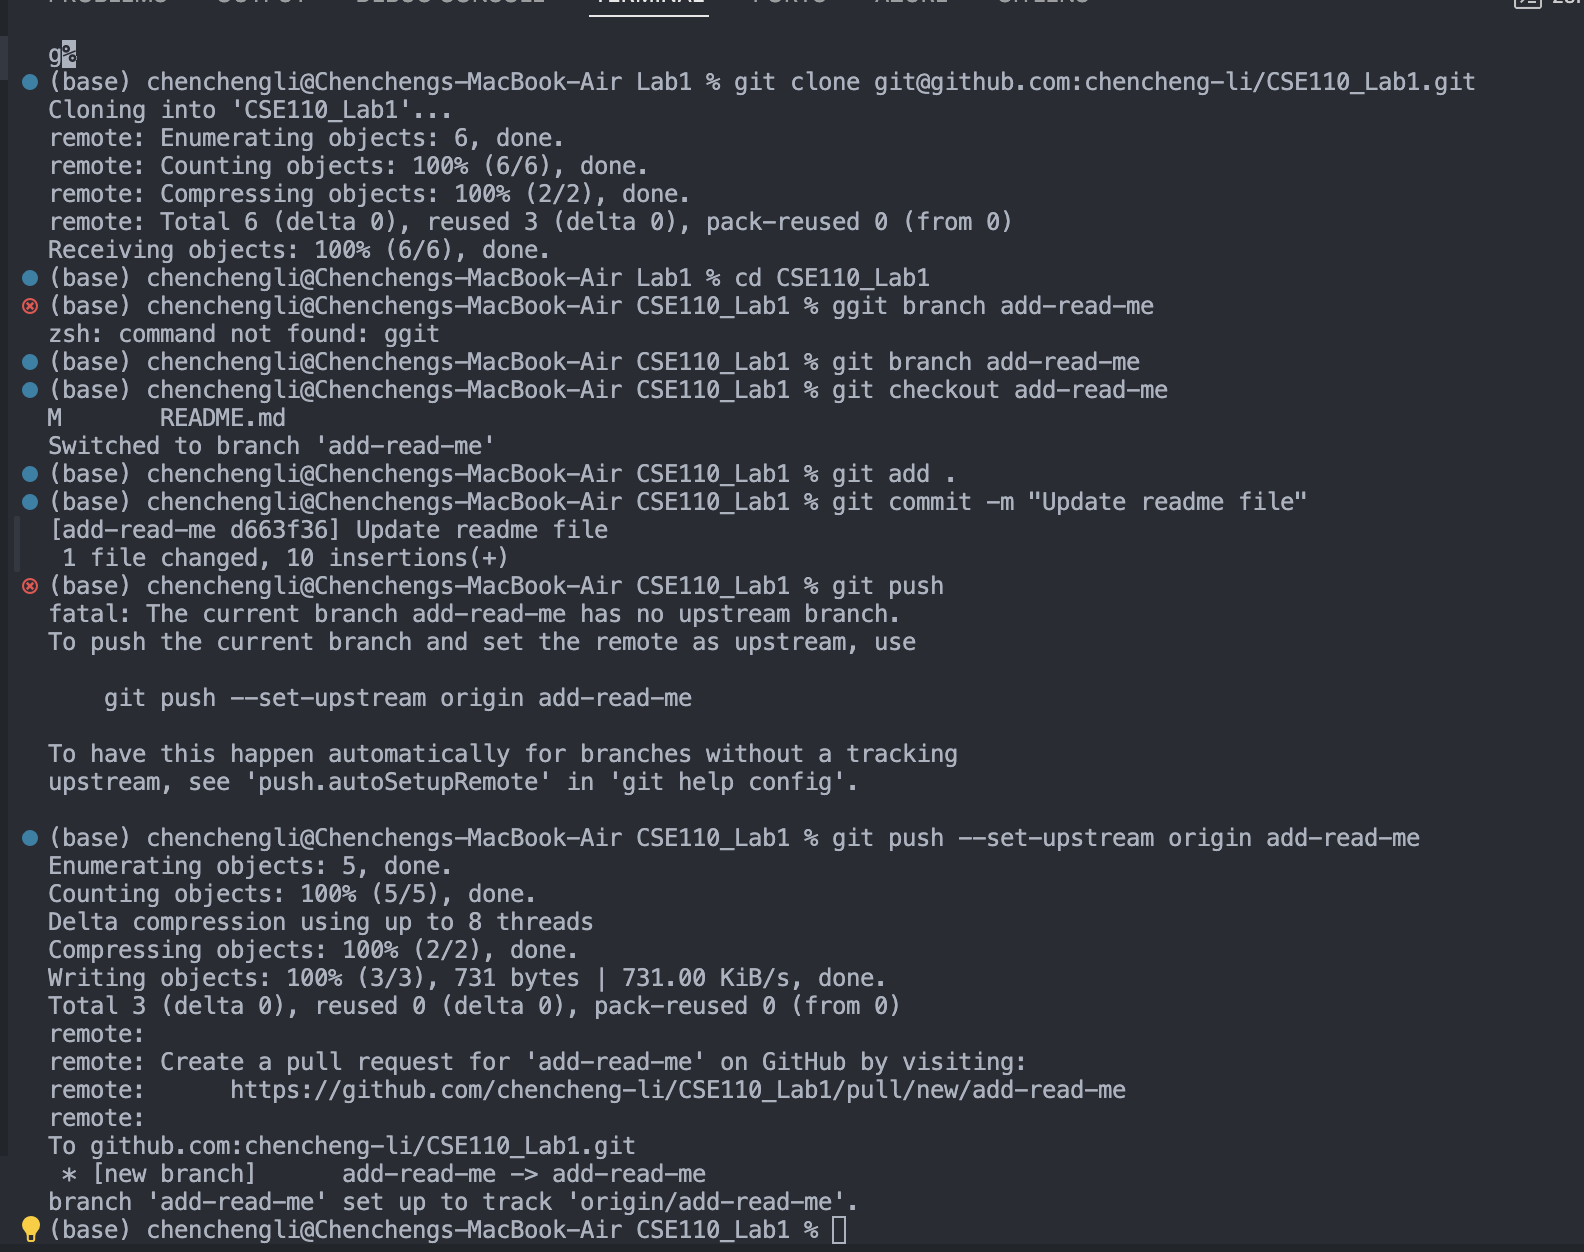 PROBLEMS OUTPUT DEBUG CONSOLE TERMINAL PORTS AZURE GITLENS
g%
(base) chenchengli@Chenchengs-MacBook-Air Lab1 % git clone git@github.com:chencheng-li/CSE110_Lab1.git
Cloning into 'CSE110_Lab1'...
remote: Enumerating objects: 6, done.
remote: Counting objects: 100% (6/6), done.
remote: Compressing objects: 100% (2/2), done.
remote: Total 6 (delta 0), reused 3 (delta 0), pack-reused 0 (from 0)
Receiving objects: 100% (6/6), done.
(base) chenchengli@Chenchengs-MacBook-Air Lab1 % cd CSE110_Lab1
(base) chenchengli@Chenchengs-MacBook-Air CSE110_Lab1 % ggit branch add-read-me
zsh: command not found: ggit
(base) chenchengli@Chenchengs-MacBook-Air CSE110_Lab1 % git branch add-read-me
(base) chenchengli@Chenchengs-MacBook-Air CSE110_Lab1 % git checkout add-read-me
M       README.md
Switched to branch 'add-read-me'
(base) chenchengli@Chenchengs-MacBook-Air CSE110_Lab1 % git add .
(base) chenchengli@Chenchengs-MacBook-Air CSE110_Lab1 % git commit -m "Update readme file"
[add-read-me d663f36] Update readme file
 1 file changed, 10 insertions(+)
(base) chenchengli@Chenchengs-MacBook-Air CSE110_Lab1 % git push
fatal: The current branch add-read-me has no upstream branch.
To push the current branch and set the remote as upstream, use
    git push --set-upstream origin add-read-me
To have this happen automatically for branches without a tracking
upstream, see 'push.autoSetupRemote' in 'git help config'.
(base) chenchengli@Chenchengs-MacBook-Air CSE110_Lab1 % git push --set-upstream origin add-read-me
Enumerating objects: 5, done.
Counting objects: 100% (5/5), done.
Delta compression using up to 8 threads
Compressing objects: 100% (2/2), done.
Writing objects: 100% (3/3), 731 bytes | 731.00 KiB/s, done.
Total 3 (delta 0), reused 0 (delta 0), pack-reused 0 (from 0)
remote:
remote: Create a pull request for 'add-read-me' on GitHub by visiting:
remote:      https://github.com/chencheng-li/CSE110_Lab1/pull/new/add-read-me
remote:
To github.com:chencheng-li/CSE110_Lab1.git
 * [new branch]      add-read-me -> add-read-me
branch 'add-read-me' set up to track 'origin/add-read-me'.
(base) chenchengli@Chenchengs-MacBook-Air CSE110_Lab1 %